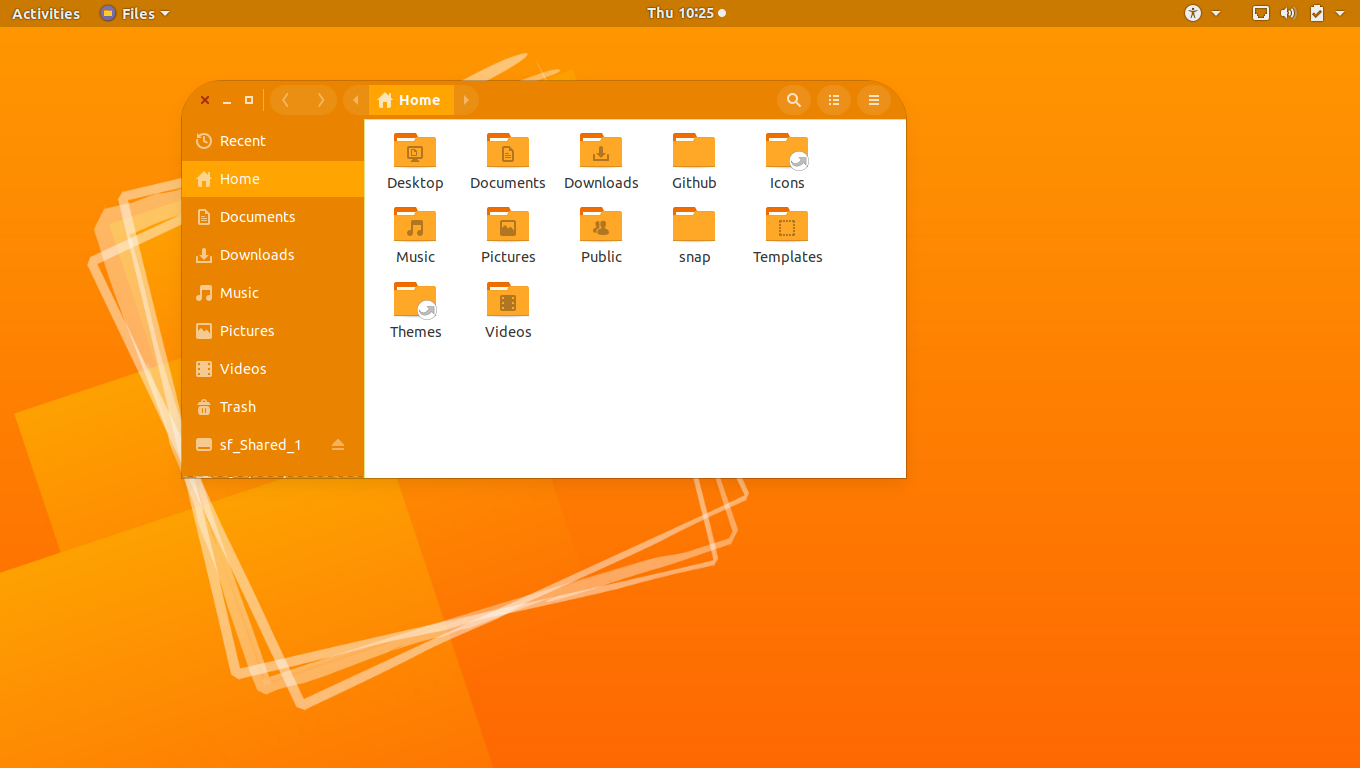 Activities Files Thu 10:25
Home
Recent
Home
Documents
Downloads
Music
Pictures
Videos
Trash
sf_Shared_1
Desktop Documents Downloads Github Icons
Music Pictures Public snap Templates
Themes Videos